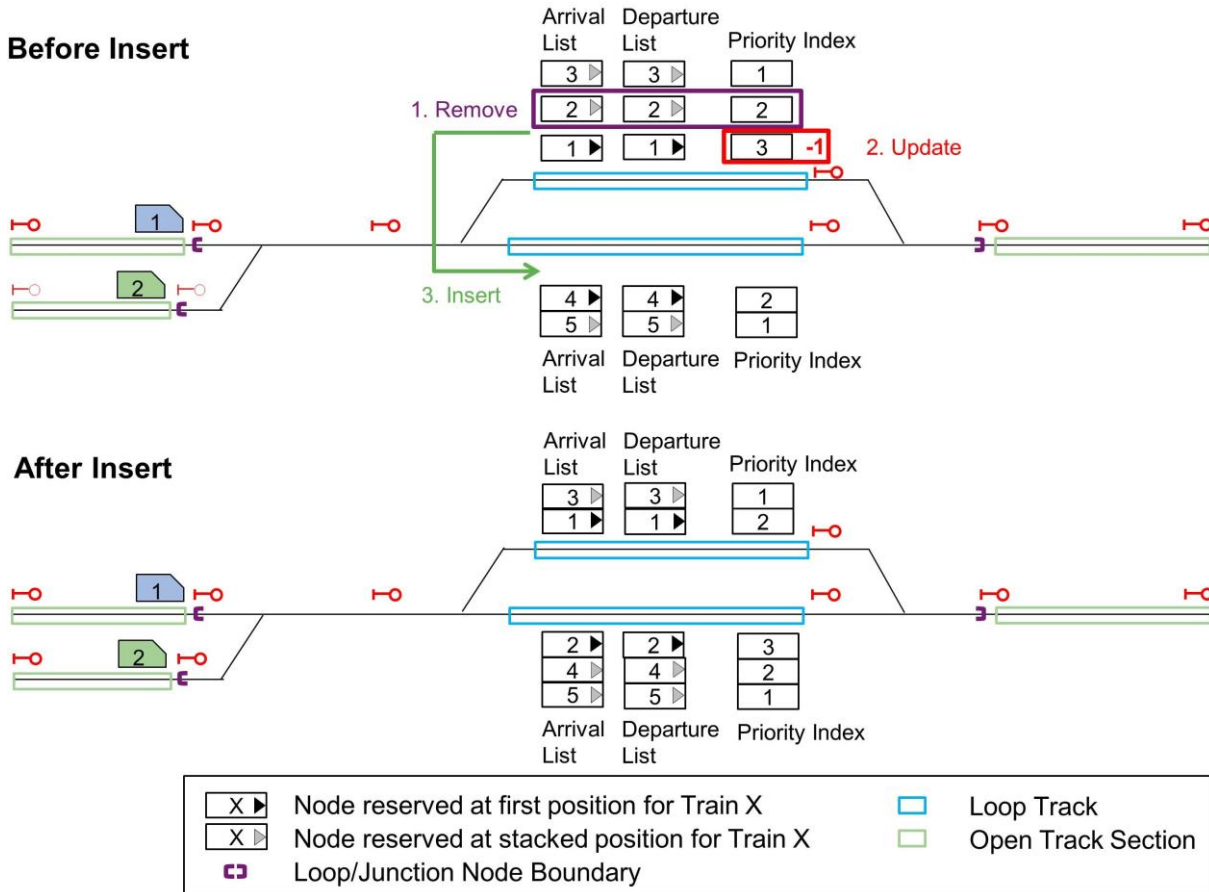 Arrival Departure
Before Insert
List List Priority Index
3 3 1
1. Remove 2 2 2
1 1 3 -1 2. Update
1
2
3. Insert
4 4 2
5 5 1
Arrival Departure Priority Index
List List
Arrival Departure
After Insert
List List Priority Index
3 3 1
1 1 2
1
2
2 2 3
4 4 2
5 5 1
Arrival Departure Priority Index
List List
X Node reserved at first position for Train X Loop Track
X Node reserved at stacked position for Train X Open Track Section
Loop/Junction Node Boundary